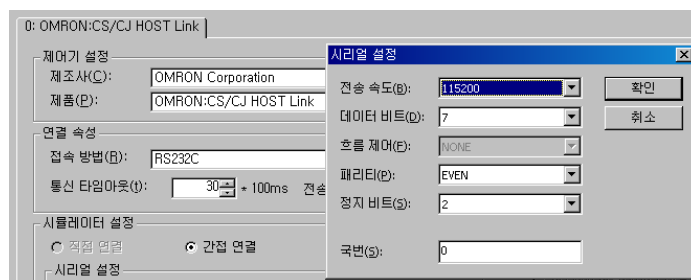 0: OMRON:CS/CJ HOST Link
제어기 설정
제조사(C): OMRON Corporation
제품(P): OMRON:CS/CJ HOST Link
연결 속성
접속 방법(R): RS232C
통신 타임아웃(t): 30 * 100ms 전송
시뮬레이터 설정
직접 연결 간접 연결
시리얼 설정
시리얼 설정
전송 속도(B): 115200 확인
데이터 비트(D): 7 취소
흐름 제어(F): NONE
패리티(P): EVEN
정지 비트(S): 2
국번(S): 0